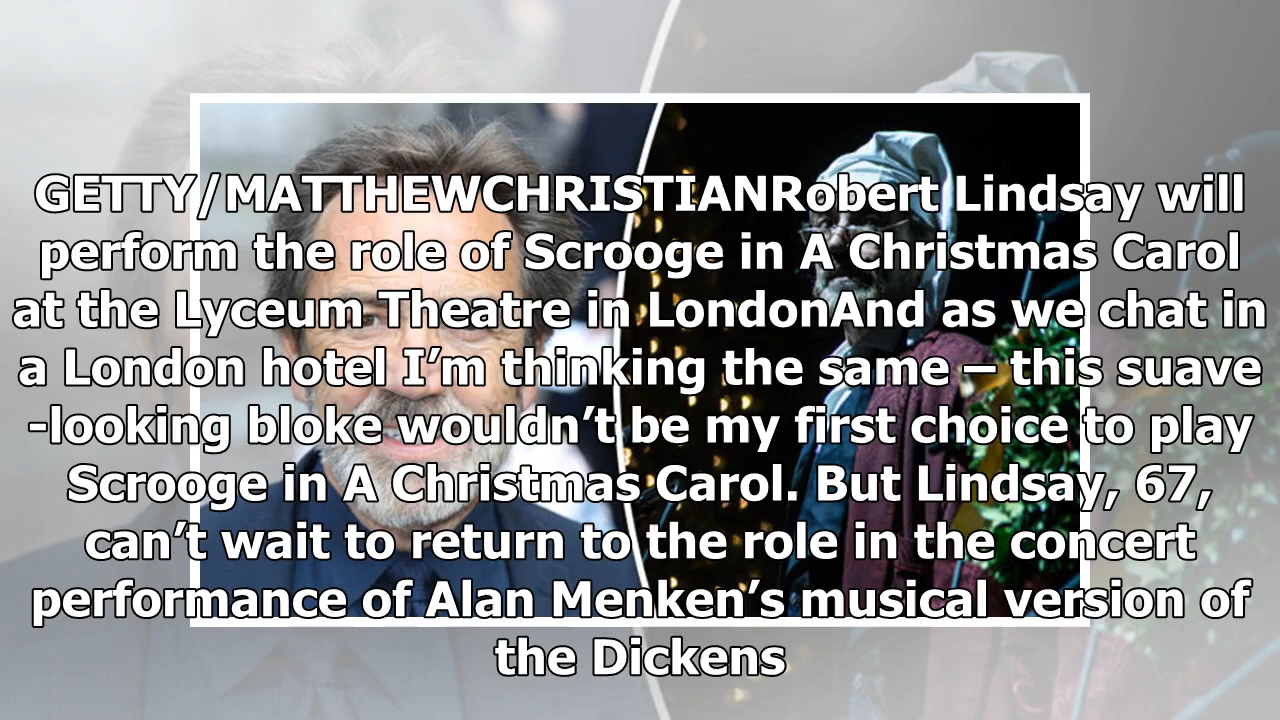 GETTY/MATTHEWCHRISTIANRobert Lindsay will
perform the role of Scrooge in A Christmas Carol
at the Lyceum Theatre in LondonAnd as we chat in
a London hotel I’m thinking the same – this suave
-looking bloke wouldn’t be my first choice to play
Scrooge in A Christmas Carol. But Lindsay, 67,
can’t wait to return to the role in the concert
performance of Alan Menken’s musical version of
the Dickens